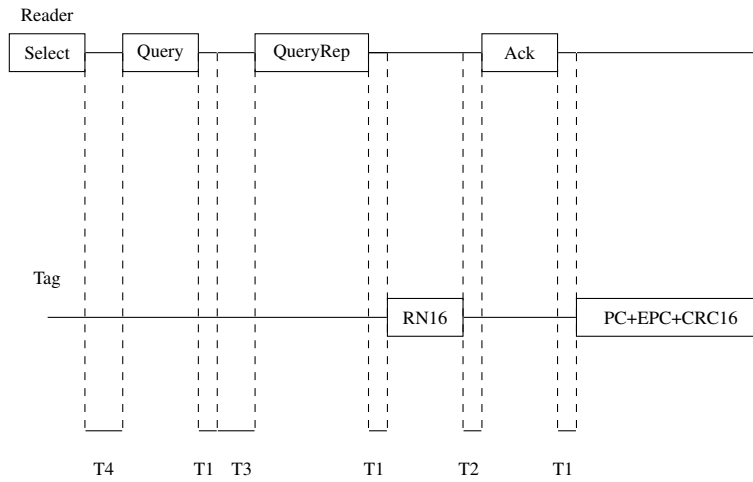 Reader
Select Query QueryRep Ack
Tag
RN16 PC+EPC+CRC16
T4 T1 T3 T1 T2 T1